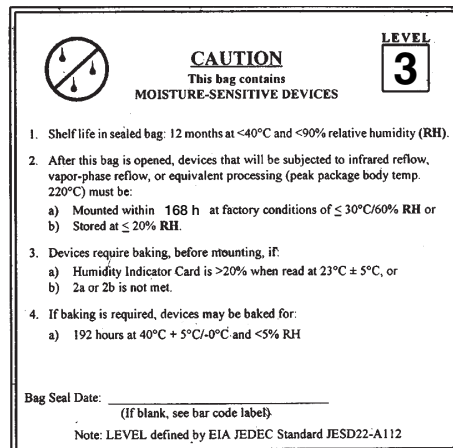 LEVEL
3
CAUTION
This bag contains
MOISTURE-SENSITIVE DEVICES
1. Shelf life in sealed bag: 12 months at <40°C and <90% relative humidity (RH).
2. After this bag is opened, devices that will be subjected to infrared reflow,
vapor-phase reflow, or equivalent processing (peak package body temp.
220°C) must be:
a) Mounted within 168 h at factory conditions of ≤ 30°C/60% RH or
b) Stored at ≤ 20% RH.
3. Devices require baking, before mounting, if:
a) Humidity Indicator Card is >20% when read at 23°C ± 5°C, or
b) 2a or 2b is not met.
4. If baking is required, devices may be baked for:
a) 192 hours at 40°C + 5°C/-0°C and <5% RH
Bag Seal Date:
(If blank, see bar code label)
Note: LEVEL defined by EIA JEDEC Standard JESD22-A112